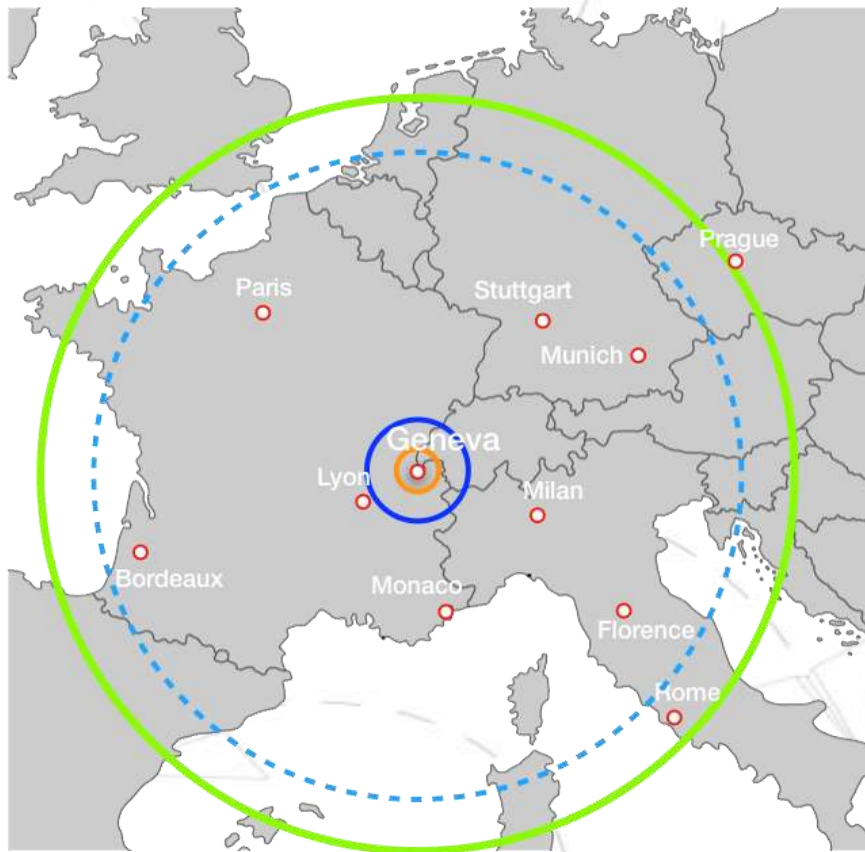 Prague
Paris
Stuttgart
Munich
Geneva
Lyon
Milan
Bordeaux
Monaco
Florence
Rome